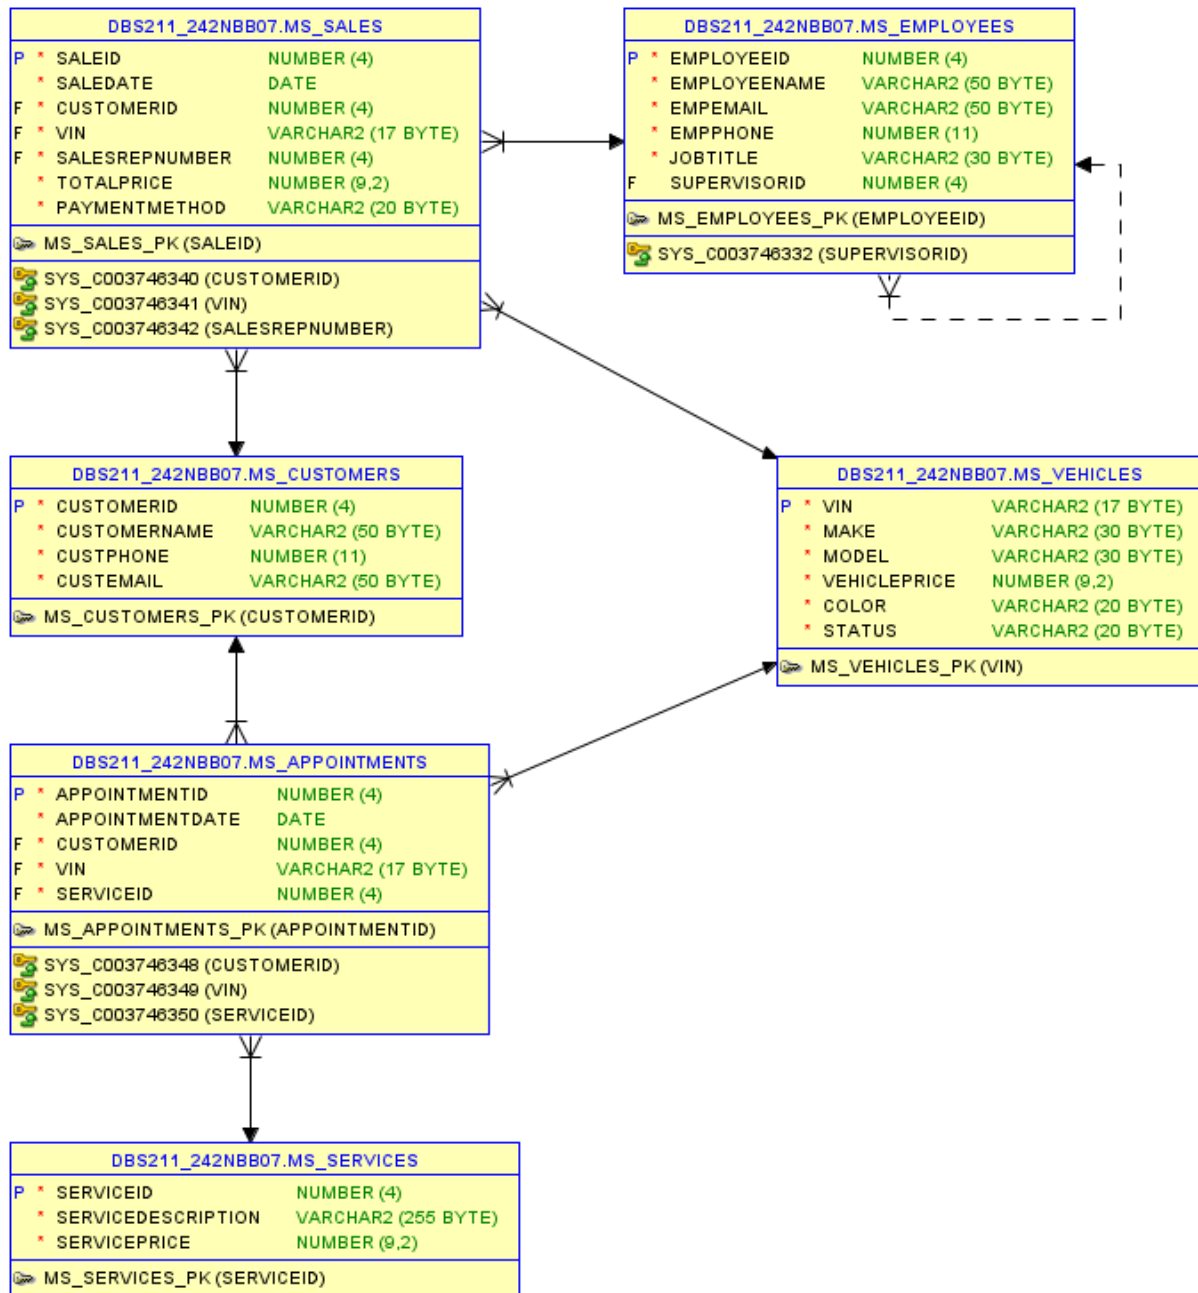 DBS211_242NBB07.MS_SALES
P * SALEID NUMBER (4)
* SALEDATE DATE
F * CUSTOMERID NUMBER (4)
F * VIN VARCHAR2 (17 BYTE)
F * SALESREPNUMBER NUMBER (4)
* TOTALPRICE NUMBER (9,2)
* PAYMENTMETHOD VARCHAR2 (20 BYTE)
MS_SALES_PK (SALEID)
SYS_C003746340 (CUSTOMERID)
SYS_C003746341 (VIN)
SYS_C003746342 (SALESREPNUMBER)
DBS211_242NBB07.MS_EMPLOYEES
P * EMPLOYEEID NUMBER (4)
* EMPLOYEENAME VARCHAR2 (50 BYTE)
* EMPEMAIL VARCHAR2 (50 BYTE)
* EMPPHONE NUMBER (11)
* JOBTITLE VARCHAR2 (30 BYTE)
F SUPERVISORID NUMBER (4)
MS_EMPLOYEES_PK (EMPLOYEEID)
SYS_C003746332 (SUPERVISORID)
DBS211_242NBB07.MS_CUSTOMERS
P * CUSTOMERID NUMBER (4)
* CUSTOMERNAME VARCHAR2 (50 BYTE)
* CUSTPHONE NUMBER (11)
* CUSTEMAIL VARCHAR2 (50 BYTE)
MS_CUSTOMERS_PK (CUSTOMERID)
DBS211_242NBB07.MS_VEHICLES
P * VIN VARCHAR2 (17 BYTE)
* MAKE VARCHAR2 (30 BYTE)
* MODEL VARCHAR2 (30 BYTE)
* VEHICLEPRICE NUMBER (9,2)
* COLOR VARCHAR2 (20 BYTE)
* STATUS VARCHAR2 (20 BYTE)
MS_VEHICLES_PK (VIN)
DBS211_242NBB07.MS_APPOINTMENTS
P * APPOINTMENTID NUMBER (4)
* APPOINTMENTDATE DATE
F * CUSTOMERID NUMBER (4)
F * VIN VARCHAR2 (17 BYTE)
F * SERVICEID NUMBER (4)
MS_APPOINTMENTS_PK (APPOINTMENTID)
SYS_C003746348 (CUSTOMERID)
SYS_C003746349 (VIN)
SYS_C003746350 (SERVICEID)
DBS211_242NBB07.MS_SERVICES
P * SERVICEID NUMBER (4)
* SERVICEDESCRIPTION VARCHAR2 (255 BYTE)
* SERVICEPRICE NUMBER (9,2)
MS_SERVICES_PK (SERVICEID)